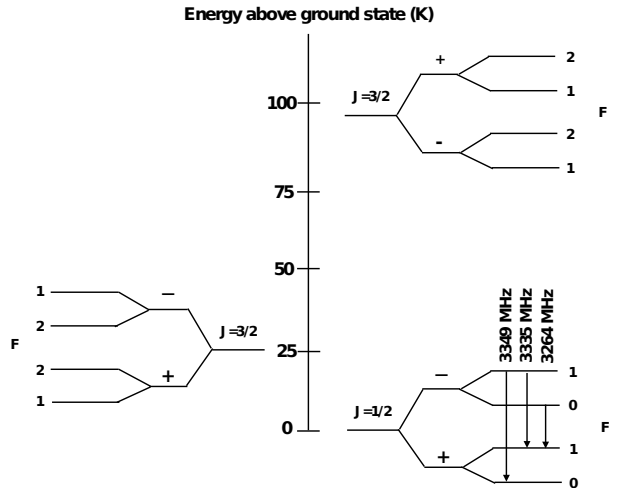 Energy above ground state (K)
100
75
50
25
0
J=3/2
+
-
2
1
2
1
F
1
2
2
1
F
—
+
J=3/2
J=1/2
—
+
3349 MHz
3335 MHz
3264 MHz
1
0
1
0
F